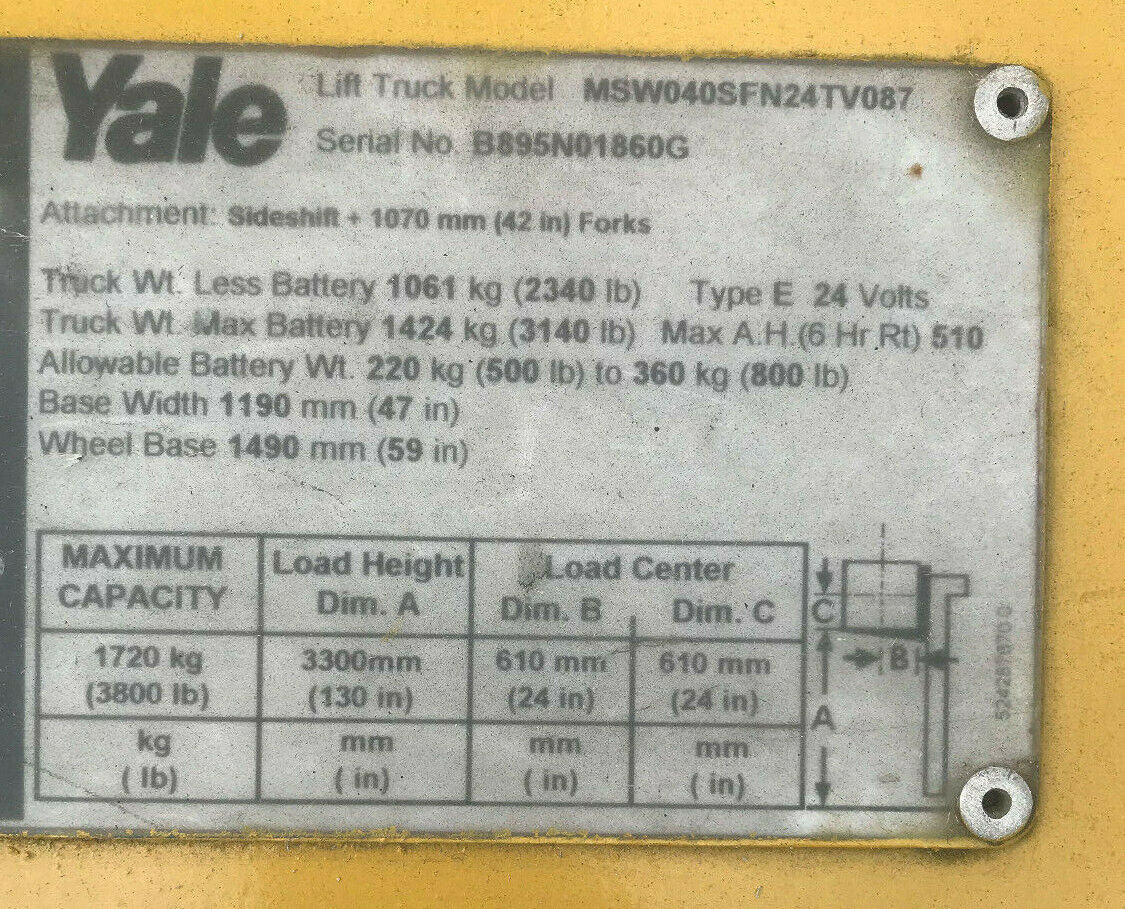 Yale
Lift Truck Model MSW040SFN24TV087
Serial No. B895N01860G
Attachment: Sideshift + 1070 mm (42 in) Forks
Truck Wt. Less Battery 1061 kg (2340 lb) Type E 24 Volts
Truck Wt. Max Battery 1424 kg (3140 lb) Max A.H.(6 Hr.Rt) 510
Allowable Battery Wt. 220 kg (500 lb) to 360 kg (800 lb)
Base Width 1190 mm (47 in)
Wheel Base 1490 mm (59 in)
MAXIMUM CAPACITY Load Height Dim. A Load Center Dim. B Dim. C
1720 kg 3300mm 610 mm 610 mm
(3800 lb) (130 in) (24 in) (24 in)
kg mm mm mm
( lb) ( in) ( in) ( in)
C
B
A